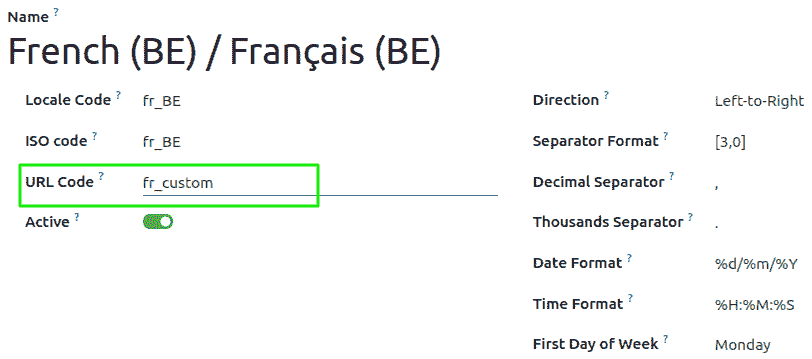 Name ?
French (BE) / Français (BE)
Locale Code ? fr_BE
ISO code ? fr_BE
URL Code ? fr_custom
Active ?
Direction ? Left-to-Right
Separator Format ? [3,0]
Decimal Separator ? ,
Thousands Separator ? .
Date Format ? %d/%m/%Y
Time Format ? %H:%M:%S
First Day of Week ? Monday